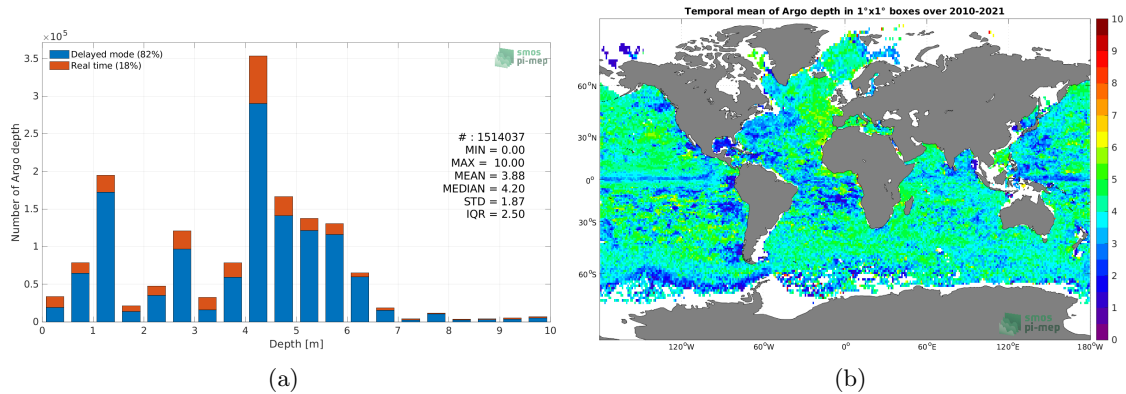 ×10⁵
Delayed mode (82%)
Real time (18%)
smos
pi-mep
3.5
3
2.5
2
1.5
1
0.5
0
Number of Argo depth
# : 1514037
MIN = 0.00
MAX = 10.00
MEAN = 3.88
MEDIAN = 4.20
STD = 1.87
IQR = 2.50
0 1 2 3 4 5 6 7 8 9 10
Depth [m]
(a)
Temporal mean of Argo depth in 1°x1° boxes over 2010-2021
60°N
30°N
0°
30°S
60°S
120°W 60°W 0° 60°E 120°E 180°W
smos
pi-mep
10
9
8
7
6
5
4
3
2
1
0
(b)